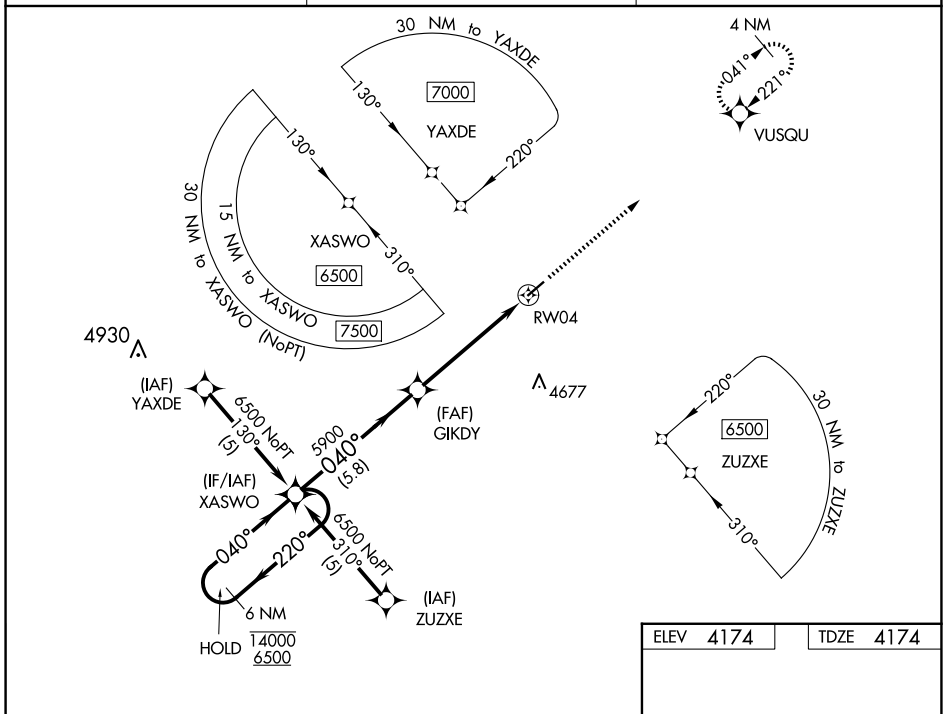 30 NM to YAXDE
7000
YAXDE
130°
220°
4 NM
041°
221°
VUSQU
130°
310°
XASWO
6500
15 NM to XASWO
7500
30 NM to XASWO (NoPT)
RW04
4930
(IAF)
YAXDE
6500 NoPT
130°
(5)
4677
(FAF)
GIKDY
5900
040°
(5.8)
(IF/IAF)
XASWO
040°
220°
6500 NoPT
310°
(5)
(IAF)
ZUZXE
6 NM
HOLD
14000
6500
220°
6500
ZUZXE
310°
30 NM to ZUZXE
ELEV 4174
TDZE 4174